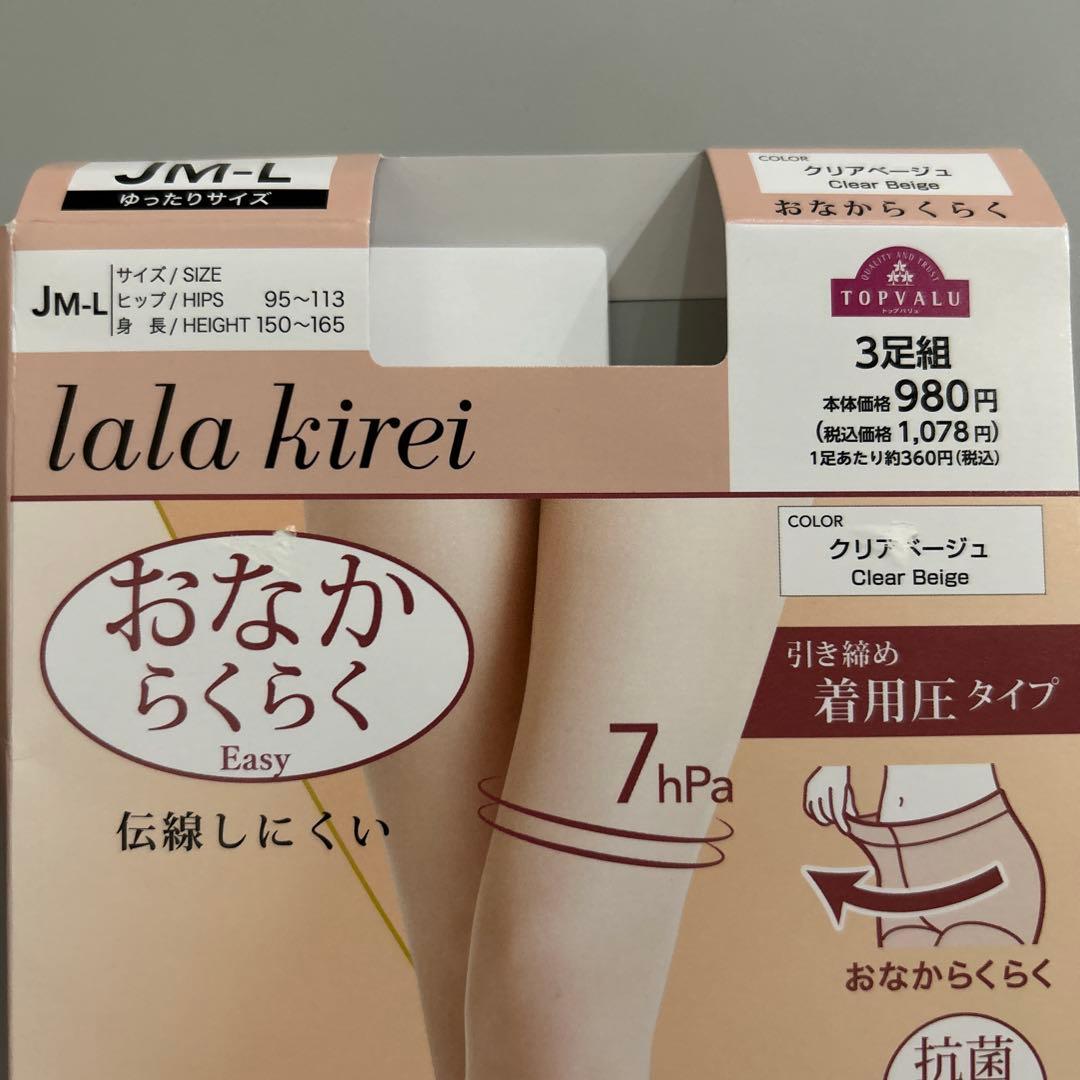 JM-L
ゆったりサイズ
COLOR
クリアベージュ
Clear Beige
おなからくらく
JM-L
サイズ / SIZE
ヒップ / HIPS 95～113
身 長 / HEIGHT 150～165
QUALITY AND TRUST
TOPVALU
トップバリュ
3足組
本体価格 980円
(税込価格 1,078円)
1足あたり約360円(税込)
lala kirei
COLOR
クリアベージュ
Clear Beige
おなか
らくらく
Easy
伝線しにくい
引き締め
着用圧タイプ
7hPa
おなからくらく
抗菌